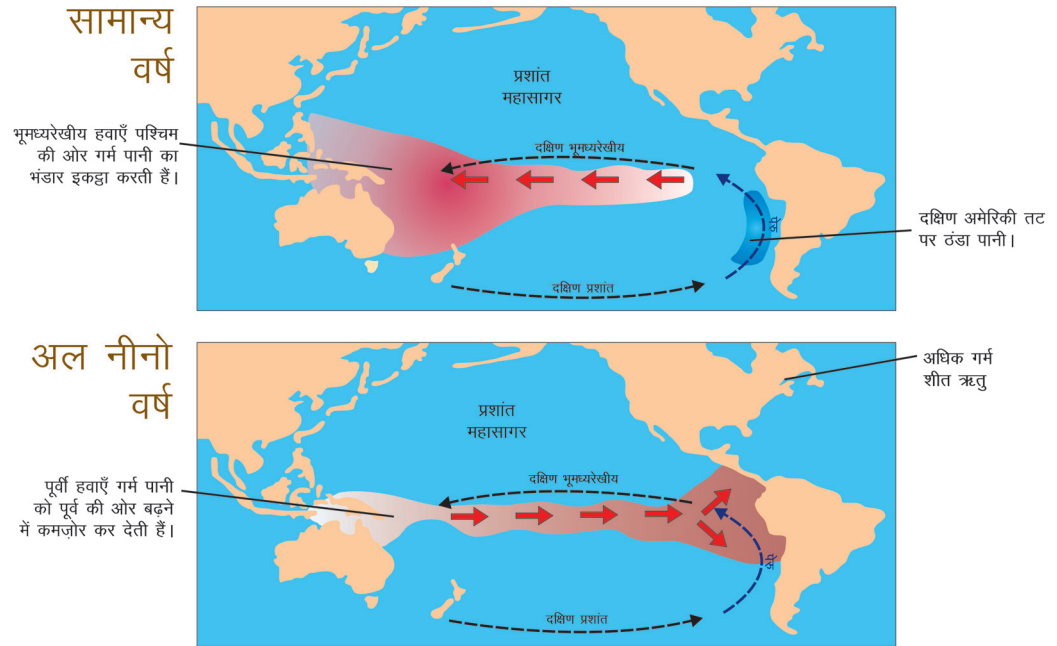 सामान्य
वर्ष
प्रशांत
महासागर
भूमध्यरेखीय हवाएँ पश्चिम
की ओर गर्म पानी का
भंडार इकट्ठा करती हैं।
दक्षिण भूमध्यरेखीय
पेरु
दक्षिण अमेरिकी तट
पर ठंडा पानी।
दक्षिण प्रशांत
अल नीनो
वर्ष
अधिक गर्म
शीत ऋतु
प्रशांत
महासागर
पूर्वी हवाएँ गर्म पानी
को पूर्व की ओर बढ़ने
में कमज़ोर कर देती हैं।
दक्षिण भूमध्यरेखीय
पेरु
दक्षिण प्रशांत